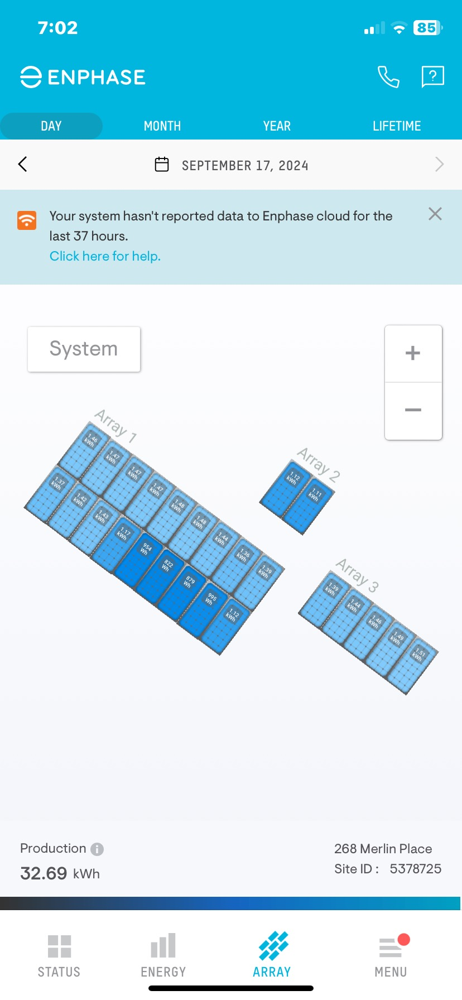 7:02
85
ENPHASE
?
DAY
MONTH
YEAR
LIFETIME
SEPTEMBER 17, 2024
Your system hasn't reported data to Enphase cloud for the
last 37 hours.
Click here for help.
System
+
−
Array 1
1.46 kWh
1.47 kWh
1.47 kWh
1.47 kWh
1.48 kWh
1.48 kWh
1.44 kWh
1.36 kWh
1.39 kWh
1.37 kWh
1.42 kWh
1.43 kWh
1.17 kWh
954 Wh
822 Wh
879 Wh
995 Wh
1.12 kWh
Array 2
1.12 kWh
1.11 kWh
Array 3
1.39 kWh
1.44 kWh
1.46 kWh
1.49 kWh
1.51 kWh
Production i
32.69 kWh
268 Merlin Place
Site ID : 5378725
STATUS
ENERGY
ARRAY
MENU